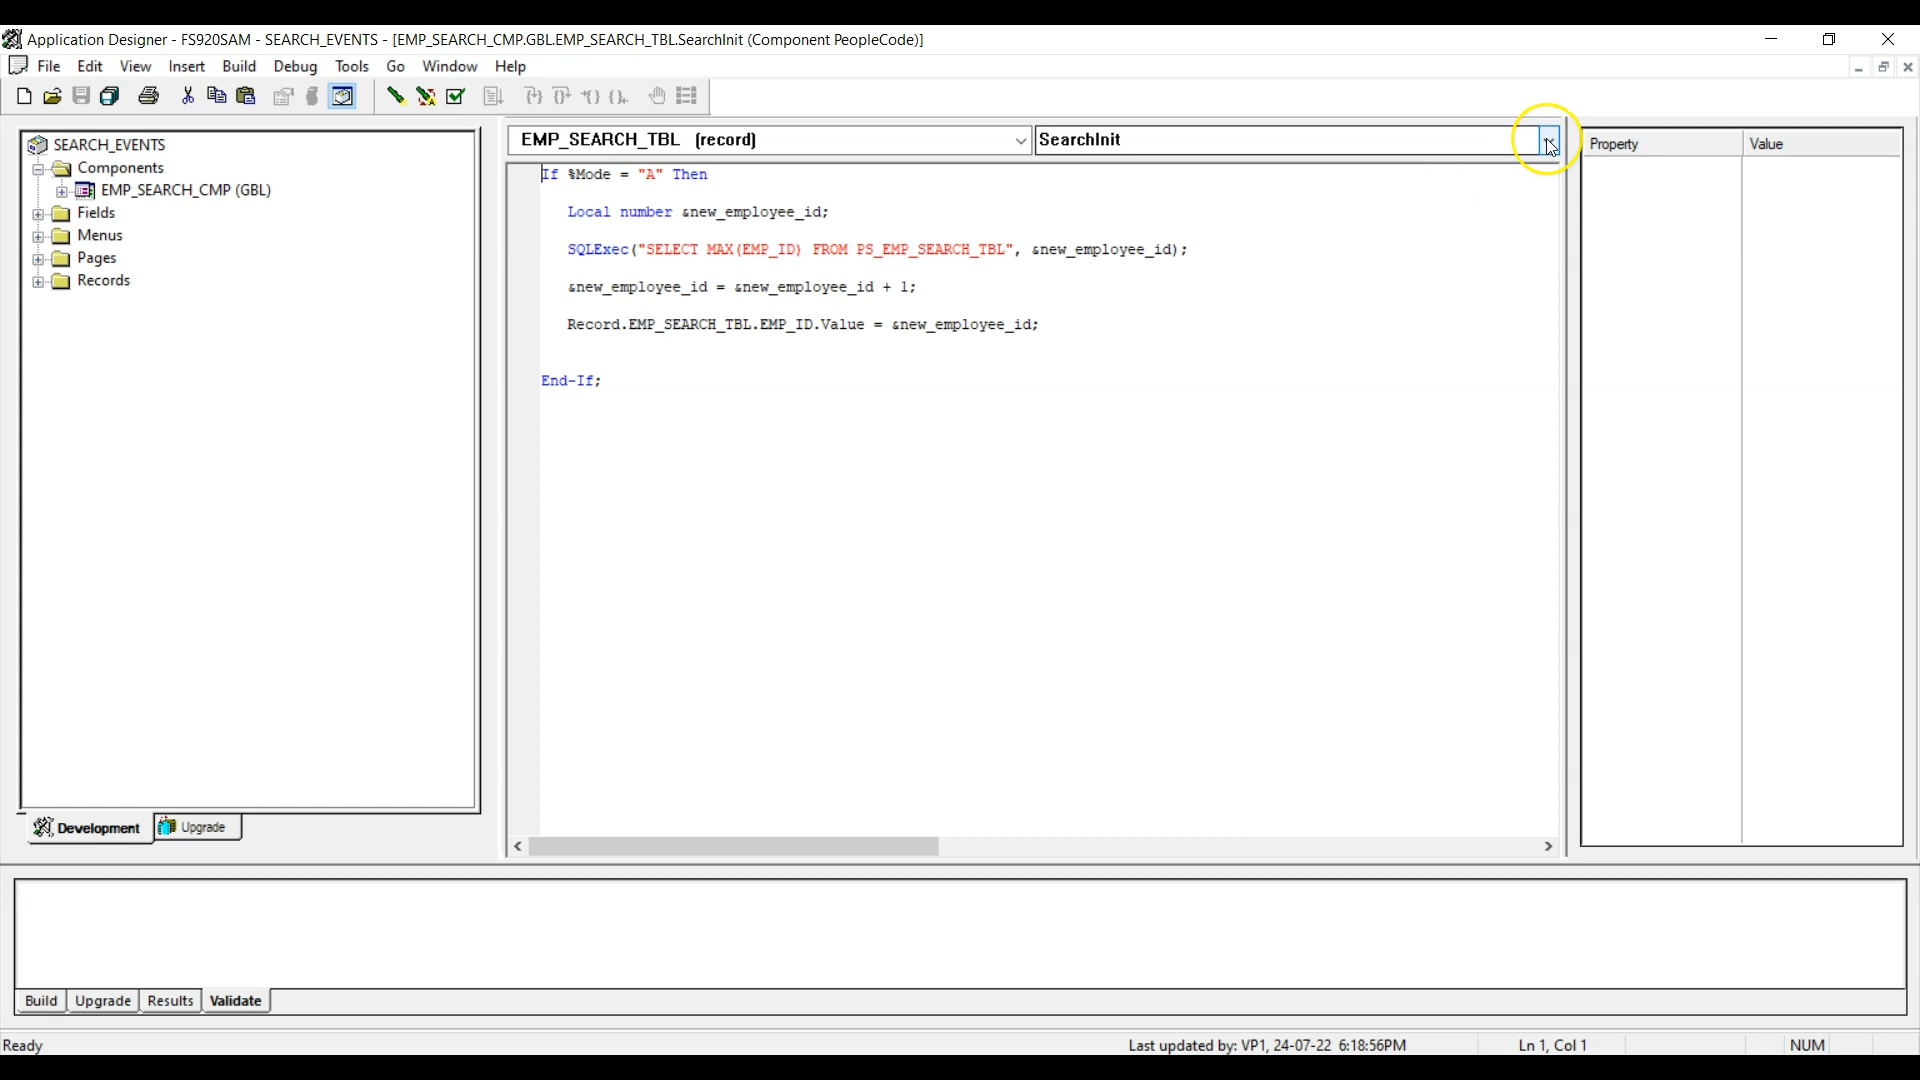 Application Designer - FS920SAM - SEARCH_EVENTS - [EMP_SEARCH_CMP.GBL.EMP_SEARCH_TBL.SearchInit (Component PeopleCode)]
File Edit View Insert Build Debug Tools Go Window Help
SEARCH_EVENTS
Components
EMP_SEARCH_CMP (GBL)
Fields
Menus
Pages
Records
Development Upgrade
EMP_SEARCH_TBL (record) SearchInit
If %Mode = "A" Then
Local number &new_employee_id;
SQLExec("SELECT MAX(EMP_ID) FROM PS_EMP_SEARCH_TBL", &new_employee_id);
&new_employee_id = &new_employee_id + 1;
Record.EMP_SEARCH_TBL.EMP_ID.Value = &new_employee_id;
End-If;
Property Value
Build Upgrade Results Validate
Ready Last updated by: VP1, 24-07-22 6:18:56PM Ln 1, Col 1 NUM